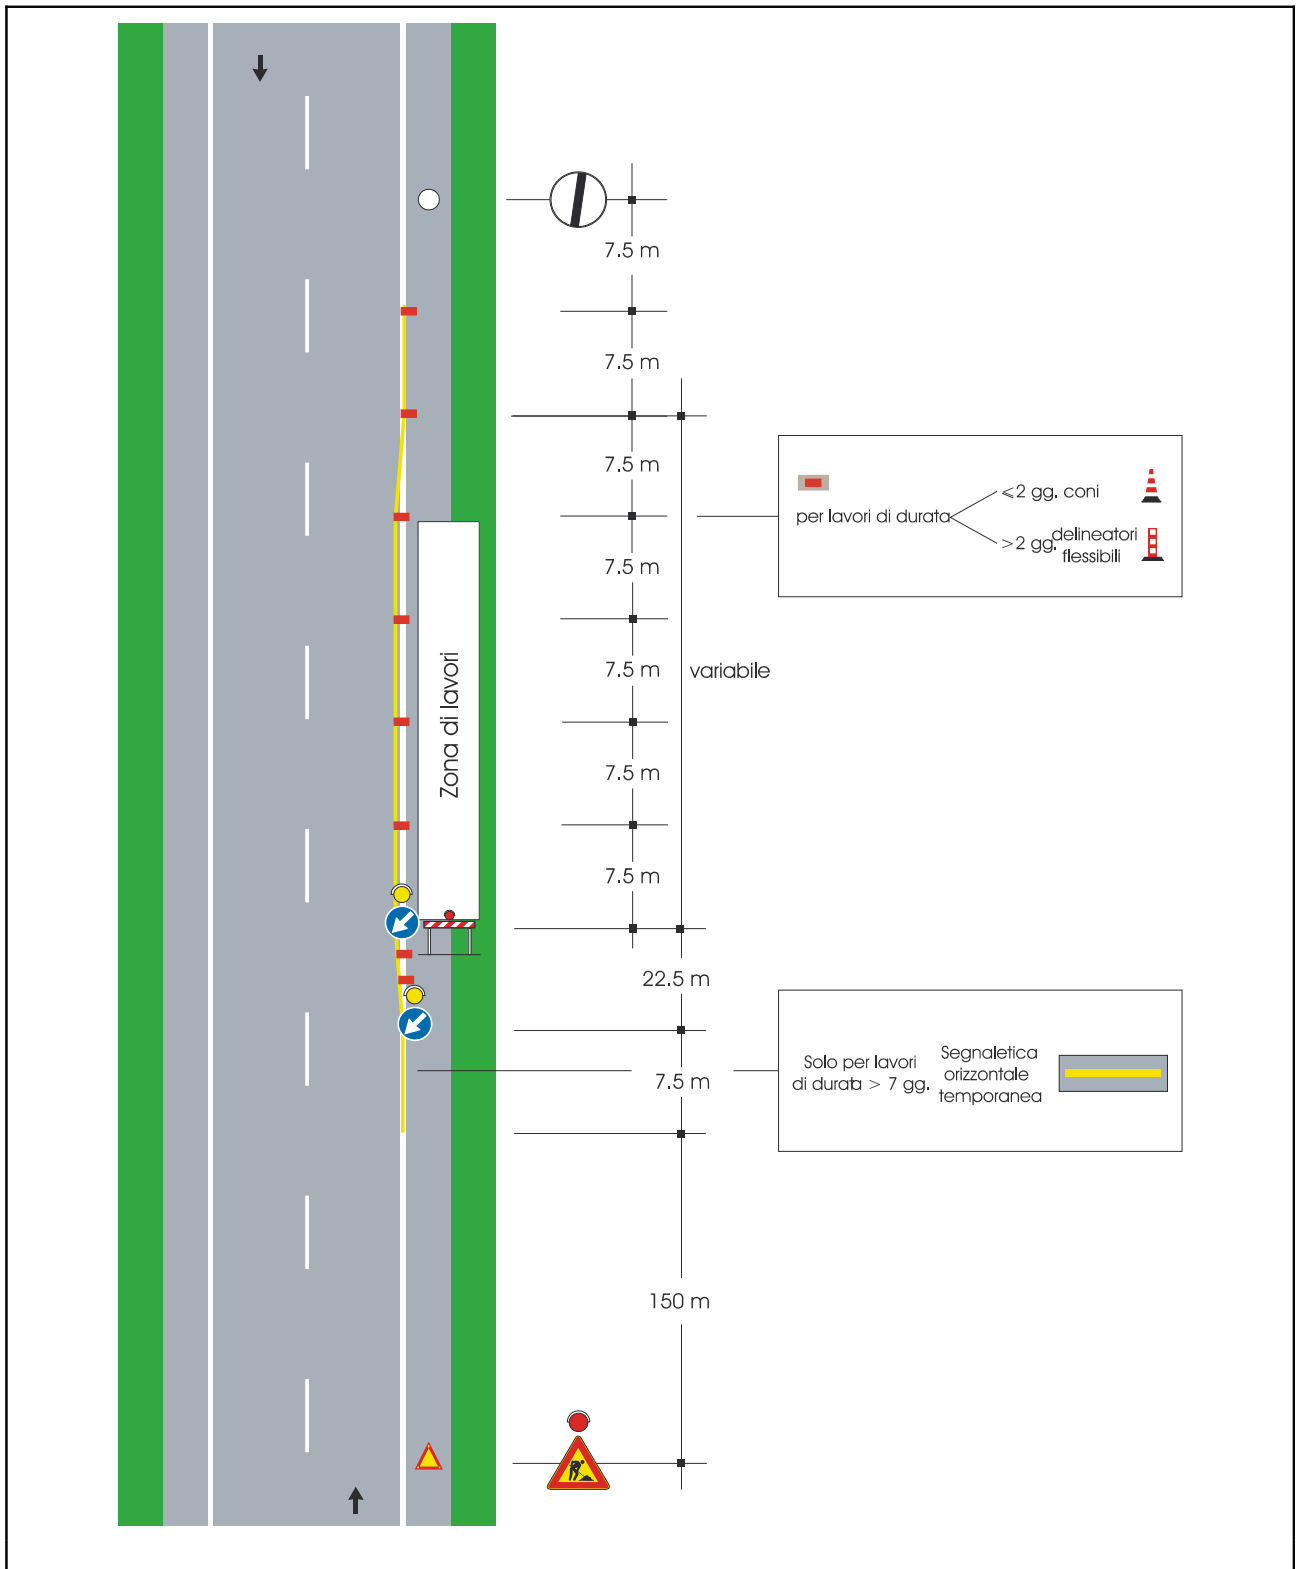 7.5 m
7.5 m
7.5 m
per lavori di durata
⩽2 gg. coni
>2 gg.
delineatori
flessibili
7.5 m
Zona di lavori
7.5 m
variabile
7.5 m
7.5 m
22.5 m
7.5 m
Solo per lavori
di durata > 7 gg.
Segnaletica
orizzontale
temporanea
150 m